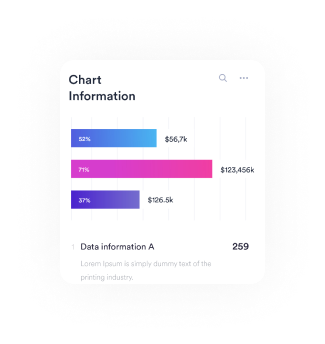 Chart
Information
52%
$56,7k
71%
$123,456k
37%
$126.5k
1 Data information A 259
Lorem Ipsum is simply dummy text of the
printing industry.